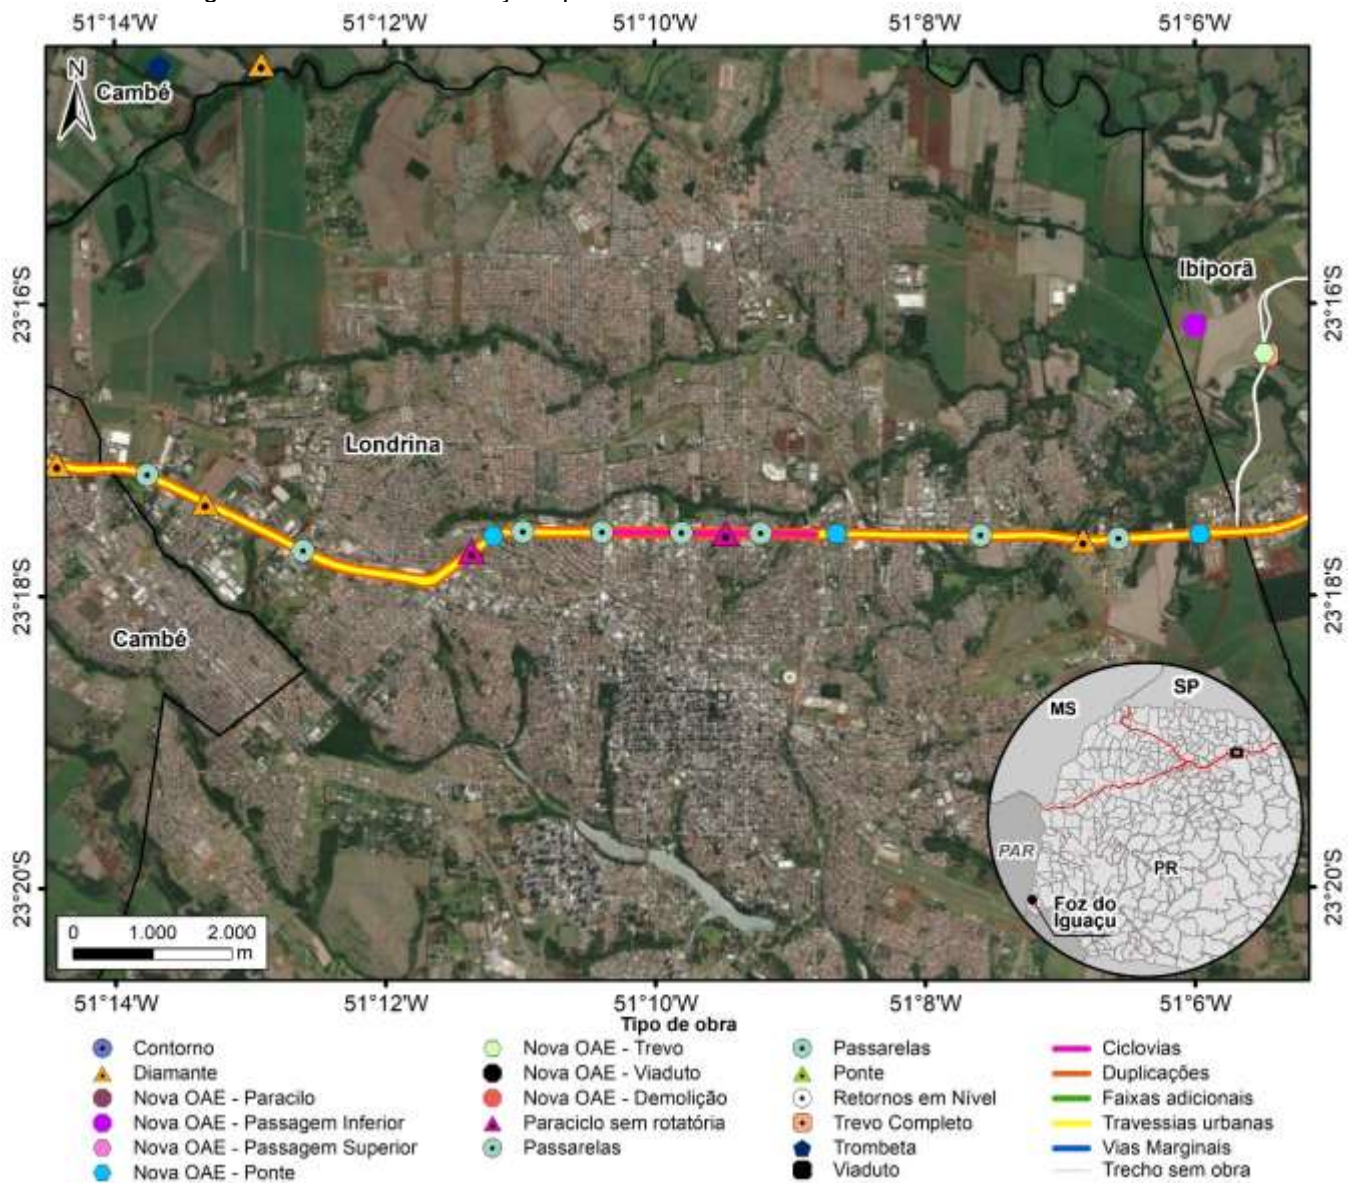 51°14'W 51°12'W 51°10'W 51°8'W 51°6'W
N
Cambé
Ibiporã
23°16'S 23°16'S
Londrina
23°18'S 23°18'S
Cambé
SP
MS
PAR
PR
23°20'S 23°20'S
Foz do
Iguaçu
0 1.000 2.000
m
51°14'W 51°12'W 51°10'W 51°8'W 51°6'W
Tipo de obra
Contorno
Diamante
Nova OAE - Paracilo
Nova OAE - Passagem Inferior
Nova OAE - Passagem Superior
Nova OAE - Ponte
Nova OAE - Trevo
Nova OAE - Viaduto
Nova OAE - Demolição
Paraciclo sem rotatória
Passarelas
Passarelas
Ponte
Retornos em Nível
Trevo Completo
Trombeta
Viaduto
Ciclovias
Duplicações
Faixas adicionais
Travessias urbanas
Vias Marginais
Trecho sem obra